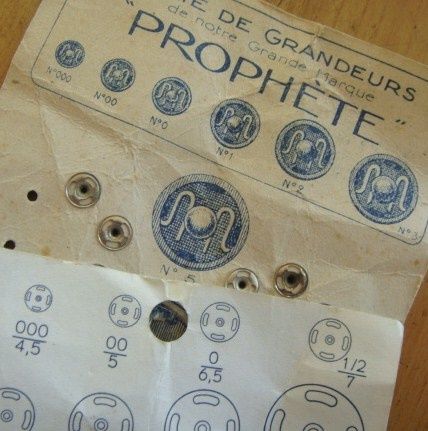 DE GRANDEURS
de notre Grande Marque
"PROPHÈTE"
N°000
N°00
N°0
N°1
N°2
N°3
N°5
000
4,5
00
5
0
6,5
1/2
7